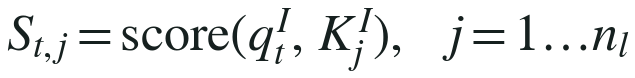 S_{t,j} = score(q_t^I, K_j^I), j = 1…n_l